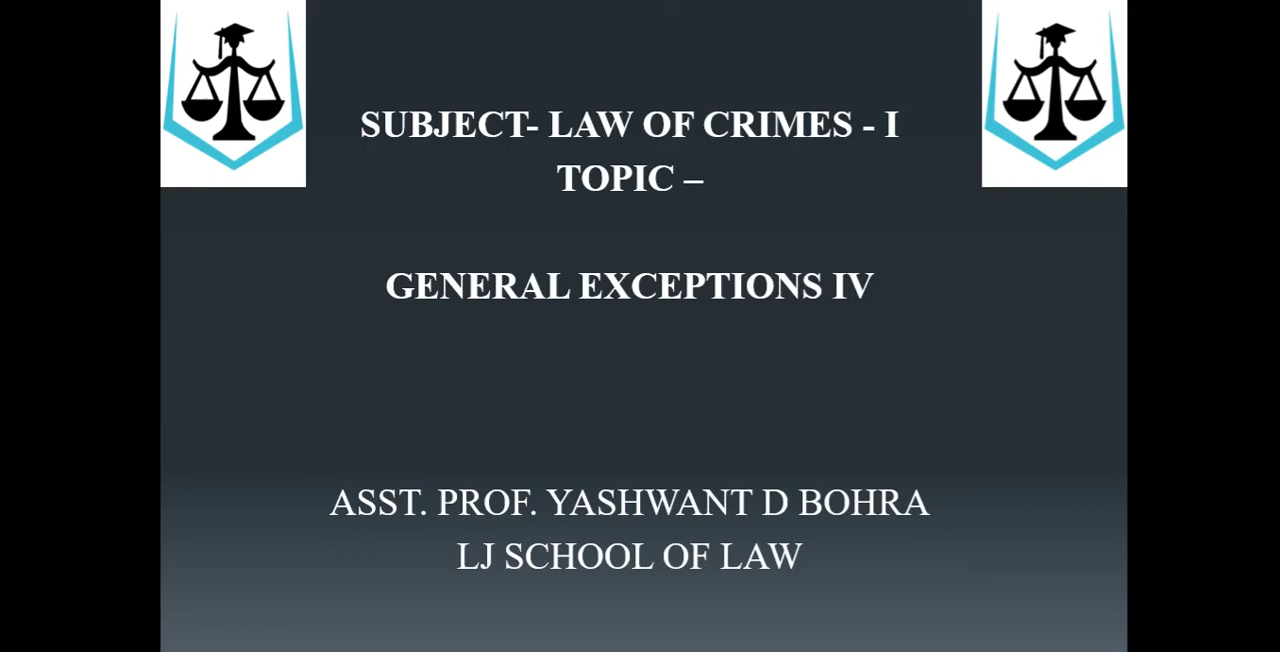 SUBJECT- LAW OF CRIMES - I
TOPIC –
GENERAL EXCEPTIONS IV
ASST. PROF. YASHWANT D BOHRA
LJ SCHOOL OF LAW